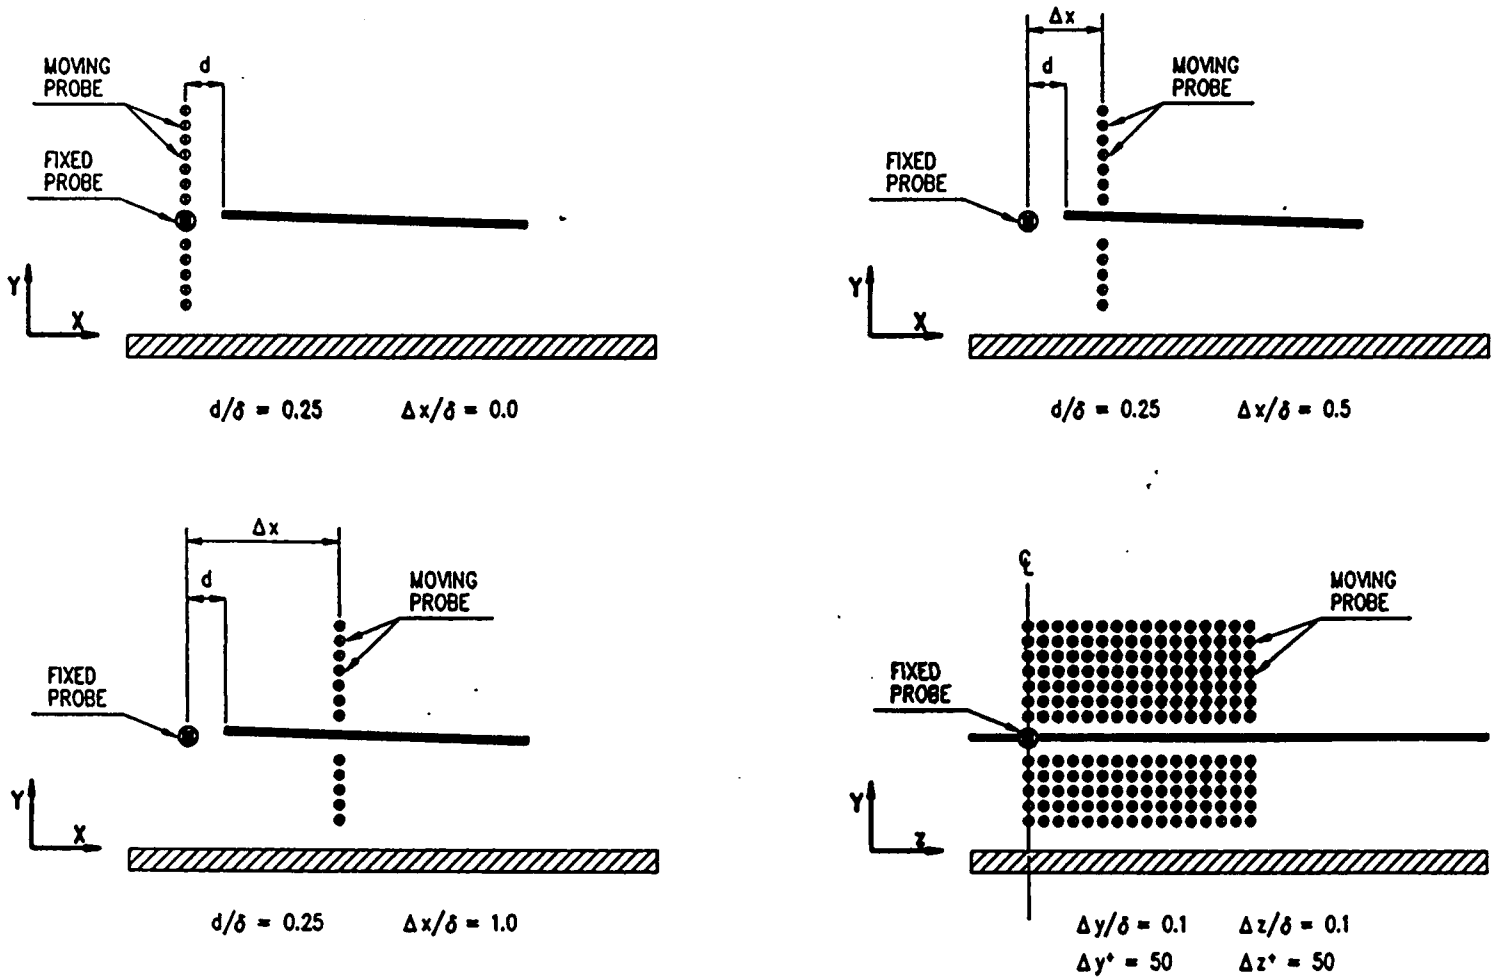 d
MOVING
PROBE
FIXED
PROBE
Y
X
d/δ = 0.25 Δx/δ = 0.0
Δx
d
MOVING
PROBE
FIXED
PROBE
Y
X
d/δ = 0.25 Δx/δ = 0.5
Δx
d
MOVING
PROBE
FIXED
PROBE
Y
X
d/δ = 0.25 Δx/δ = 1.0
℄
MOVING
PROBE
FIXED
PROBE
Y
Z
Δy/δ = 0.1 Δz/δ = 0.1
Δy⁺ = 50 Δz⁺ = 50